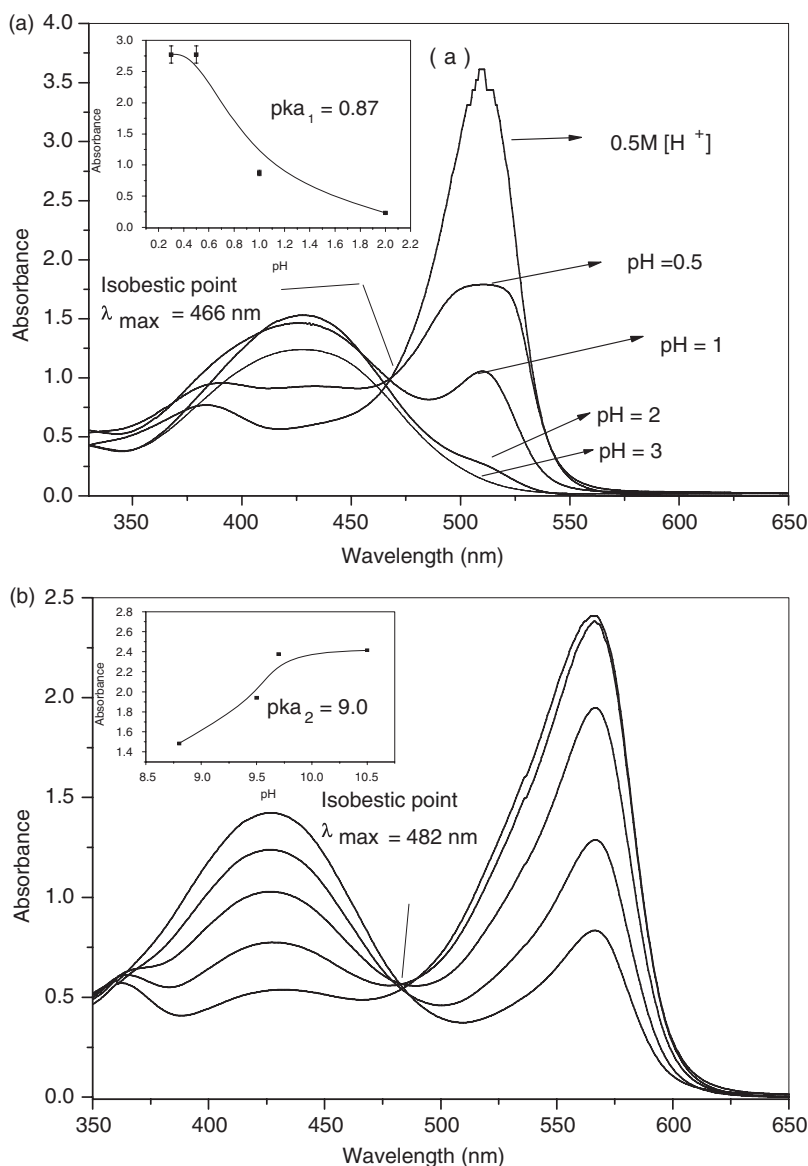 (a)
( a )
3.0
2.5
2.0
1.5
1.0
0.5
0.0
Absorbance
pka1 = 0.87
0.2 0.4 0.6 0.8 1.0 1.2 1.4 1.6 1.8 2.0 2.2
pH
4.0
3.5
3.0
2.5
2.0
1.5
1.0
0.5
0.0
Absorbance
0.5M [H +]
pH =0.5
pH = 1
pH = 2
pH = 3
Isobestic point
λ max = 466 nm
350 400 450 500 550 600 650
Wavelength (nm)
(b)
2.8
2.6
2.4
2.2
2.0
1.8
1.6
1.4
Absorbance
pka2 = 9.0
8.5 9.0 9.5 10.0 10.5
pH
2.5
2.0
1.5
1.0
0.5
0.0
Absorbance
Isobestic point
λ max = 482 nm
350 400 450 500 550 600 650
Wavelength (nm)